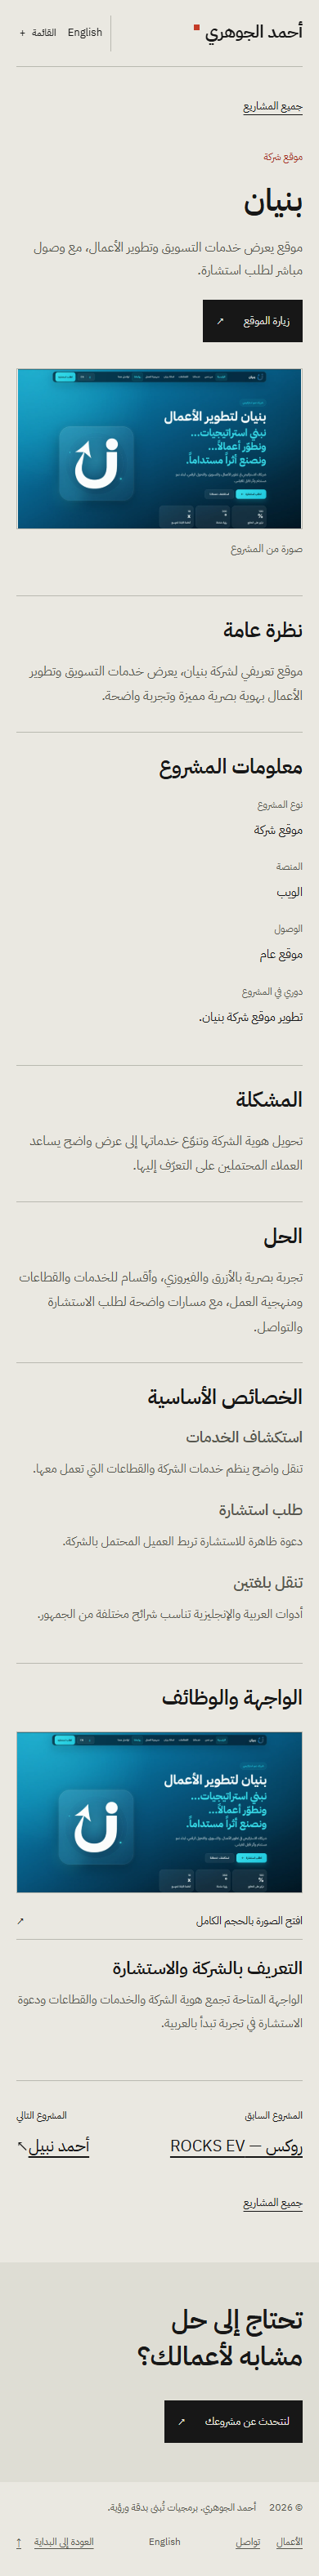 أحمد الجوهري
English
القائمة +
جميع المشاريع
موقع شركة
بنيان
موقع يعرض خدمات التسويق وتطوير الأعمال، مع وصول
مباشر لطلب استشارة.
زيارة الموقع ↗
بنيان لتطوير الأعمال
نبني استراتيجيات...
ونطوّر أعمالاً...
ونصنع أثراً مستداماً.
صورة من المشروع
نظرة عامة
موقع تعريفي لشركة بنيان، يعرض خدمات التسويق وتطوير
الأعمال بهوية بصرية مميزة وتجربة واضحة.
معلومات المشروع
نوع المشروع
موقع شركة
المنصة
الويب
الوصول
موقع عام
دوري في المشروع
تطوير موقع شركة بنيان.
المشكلة
تحويل هوية الشركة وتنوّع خدماتها إلى عرض واضح يساعد
العملاء المحتملين على التعرّف إليها.
الحل
تجربة بصرية بالأزرق والفيروزي، وأقسام للخدمات والقطاعات
ومنهجية العمل، مع مسارات واضحة لطلب الاستشارة
والتواصل.
الخصائص الأساسية
استكشاف الخدمات
تنقل واضح ينظم خدمات الشركة والقطاعات التي تعمل معها.
طلب استشارة
دعوة ظاهرة للاستشارة تربط العميل المحتمل بالشركة.
تنقل بلغتين
أدوات العربية والإنجليزية تناسب شرائح مختلفة من الجمهور.
الواجهة والوظائف
بنيان لتطوير الأعمال
نبني استراتيجيات...
ونطوّر أعمالاً...
ونصنع أثراً مستداماً.
افتح الصورة بالحجم الكامل ↗
التعريف بالشركة والاستشارة
الواجهة المتاحة تجمع هوية الشركة والخدمات والقطاعات ودعوة
الاستشارة في تجربة تبدأ بالعربية.
المشروع السابق
روكس — ROCKS EV
المشروع التالي
أحمد نبيل ↖
جميع المشاريع
تحتاج إلى حل
مشابه لأعمالك؟
لنتحدث عن مشروعك ↗
© 2026 أحمد الجوهري. برمجيات تُبنى بدقة ورؤية.
الأعمال
تواصل
English
العودة إلى البداية ↑